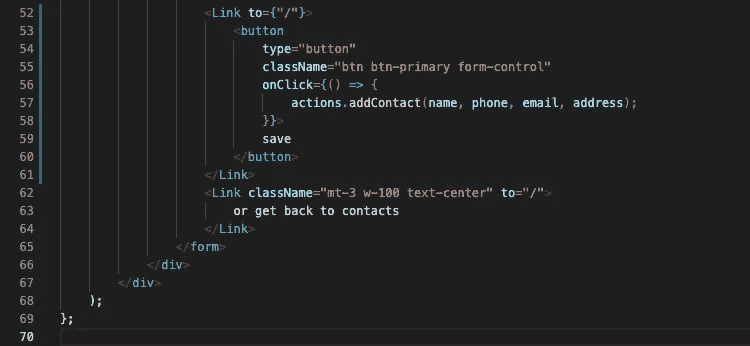 52 <Link to={"/"}>
53 <button
54 type="button"
55 className="btn btn-primary form-control"
56 onClick={() => {
57 actions.addContact(name, phone, email, address);
58 }}>
59 save
60 </button>
61 </Link>
62 <Link className="mt-3 w-100 text-center" to="/">
63 or get back to contacts
64 </Link>
65 </form>
66 </div>
67 </div>
68 );
69 };
70